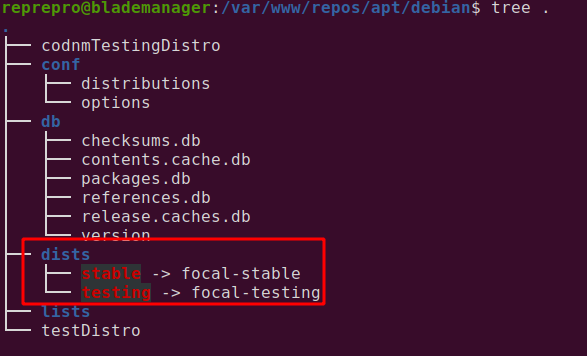 reprepro@blademanager:/var/www/repos/apt/debian$ tree .
.
├── codnmTestingDistro
├── conf
│   ├── distributions
│   └── options
├── db
│   ├── checksums.db
│   ├── contents.cache.db
│   ├── packages.db
│   ├── references.db
│   ├── release.caches.db
│   └── version
├── dists
│   ├── stable -> focal-stable
│   └── testing -> focal-testing
├── lists
└── testDistro